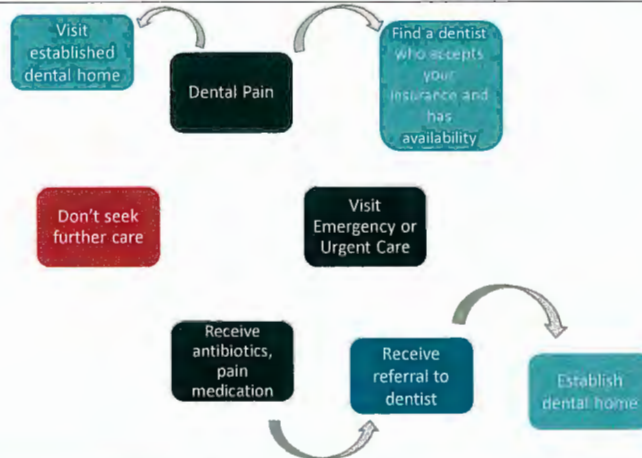 Visit
established
dental home
Dental Pain
Find a dentist
who accepts
your
insurance and
has
availability
Don't seek
further care
Visit
Emergency or
Urgent Care
Receive
antibiotics,
pain
medication
Receive
referral to
dentist
Establish
dental home